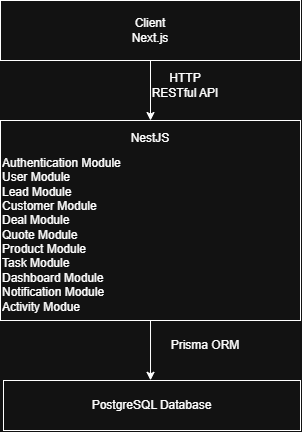 Client
Next.js
HTTP
RESTful API
NestJS
Authentication Module
User Module
Lead Module
Customer Module
Deal Module
Quote Module
Product Module
Task Module
Dashboard Module
Notification Module
Activity Modue
Prisma ORM
PostgreSQL Database